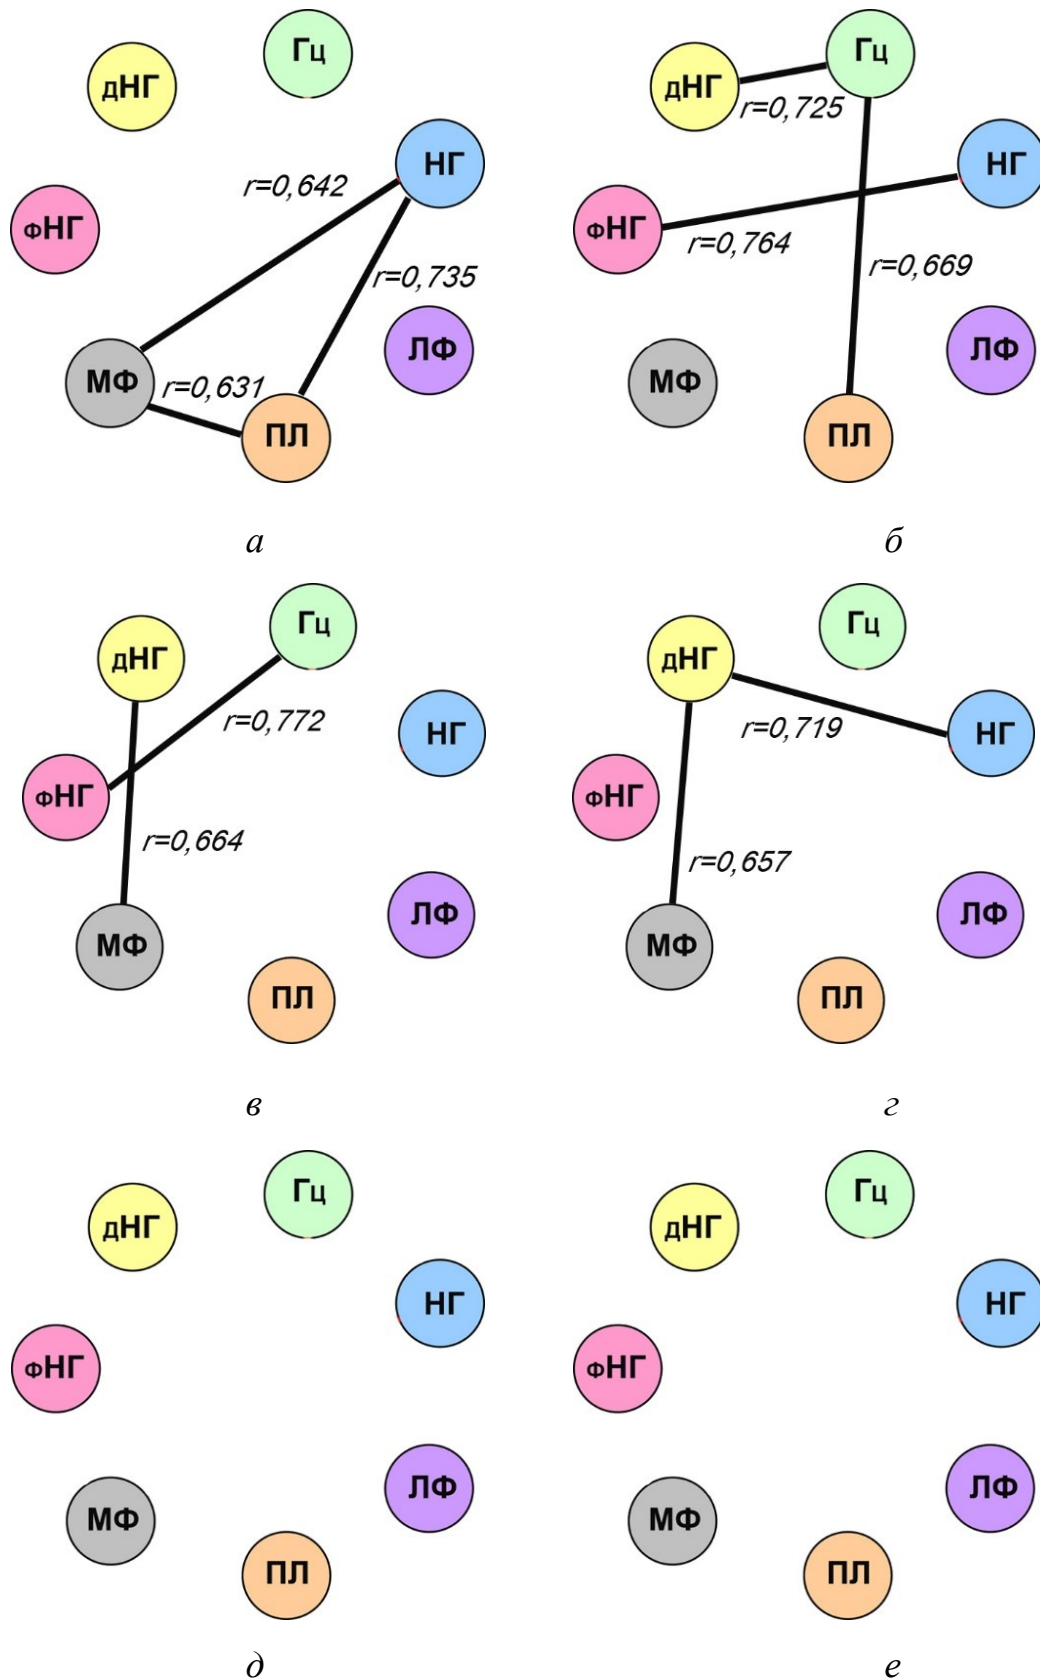 Гц
дНГ
НГ
r=0,642
фНГ
r=0,735
ЛФ
МФ
r=0,631
ПЛ
а
Гц
дНГ
r=0,725
НГ
фНГ
r=0,764
r=0,669
ЛФ
МФ
ПЛ
б
Гц
дНГ
r=0,772
НГ
фНГ
r=0,664
ЛФ
МФ
ПЛ
в
Гц
дНГ
r=0,719
НГ
фНГ
r=0,657
ЛФ
МФ
ПЛ
г
Гц
дНГ
НГ
фНГ
ЛФ
МФ
ПЛ
д
Гц
дНГ
НГ
фНГ
ЛФ
МФ
ПЛ
е